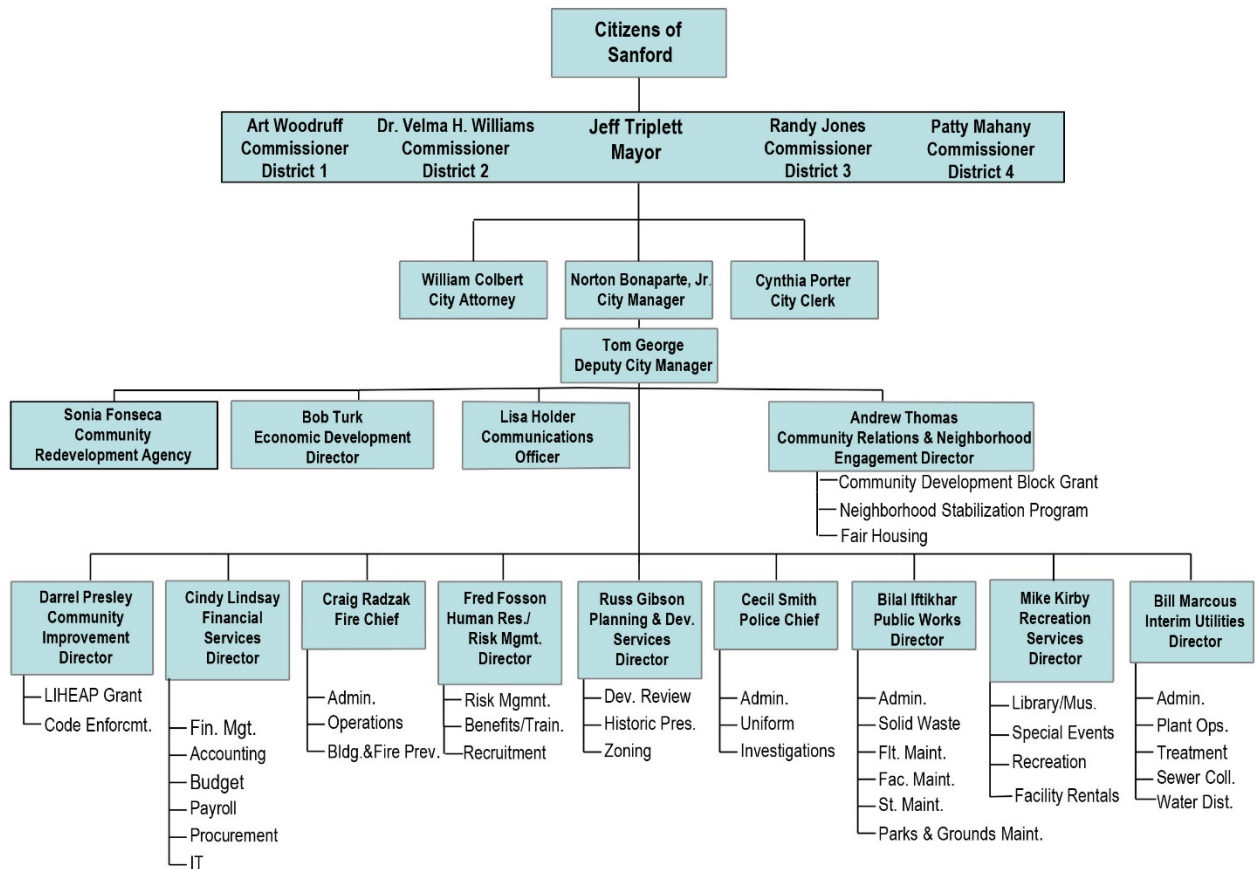 Citizens of
Sanford
Art Woodruff
Commissioner
District 1
Dr. Velma H. Williams
Commissioner
District 2
Jeff Triplett
Mayor
Randy Jones
Commissioner
District 3
Patty Mahany
Commissioner
District 4
William Colbert
City Attorney
Norton Bonaparte, Jr.
City Manager
Cynthia Porter
City Clerk
Tom George
Deputy City Manager
Sonia Fonseca
Community
Redevelopment Agency
Bob Turk
Economic Development
Director
Lisa Holder
Communications
Officer
Andrew Thomas
Community Relations & Neighborhood
Engagement Director
Community Development Block Grant
Neighborhood Stabilization Program
Fair Housing
Darrel Presley
Community
Improvement
Director
LIHEAP Grant
Code Enforcmt.
Cindy Lindsay
Financial
Services
Director
Fin. Mgt.
Accounting
Budget
Payroll
Procurement
IT
Craig Radzak
Fire Chief
Admin.
Operations
Bldg.&Fire Prev.
Fred Fosson
Human Res./
Risk Mgmt.
Director
Risk Mgmnt.
Benefits/Train.
Recruitment
Russ Gibson
Planning & Dev.
Services
Director
Dev. Review
Historic Pres.
Zoning
Cecil Smith
Police Chief
Admin.
Uniform
Investigations
Bilal Iftikhar
Public Works
Director
Admin.
Solid Waste
Flt. Maint.
Fac. Maint.
St. Maint.
Parks & Grounds Maint.
Mike Kirby
Recreation
Services
Director
Library/Mus.
Special Events
Recreation
Facility Rentals
Bill Marcous
Interim Utilities
Director
Admin.
Plant Ops.
Treatment
Sewer Coll.
Water Dist.